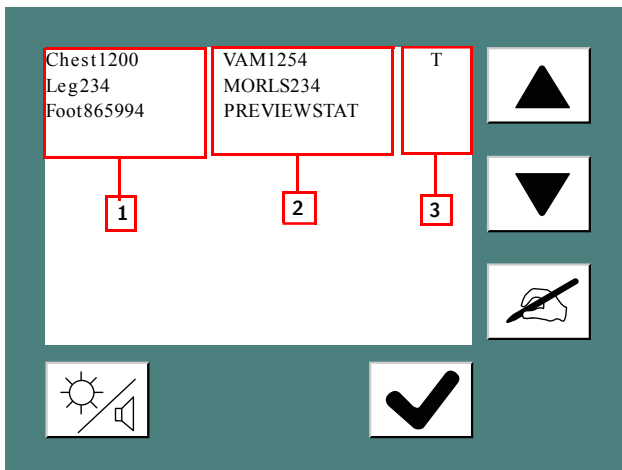 Chest1200 VAM1254 T
Leg234 MORLS234
Foot865994 PREVIEWSTAT
1 2 3